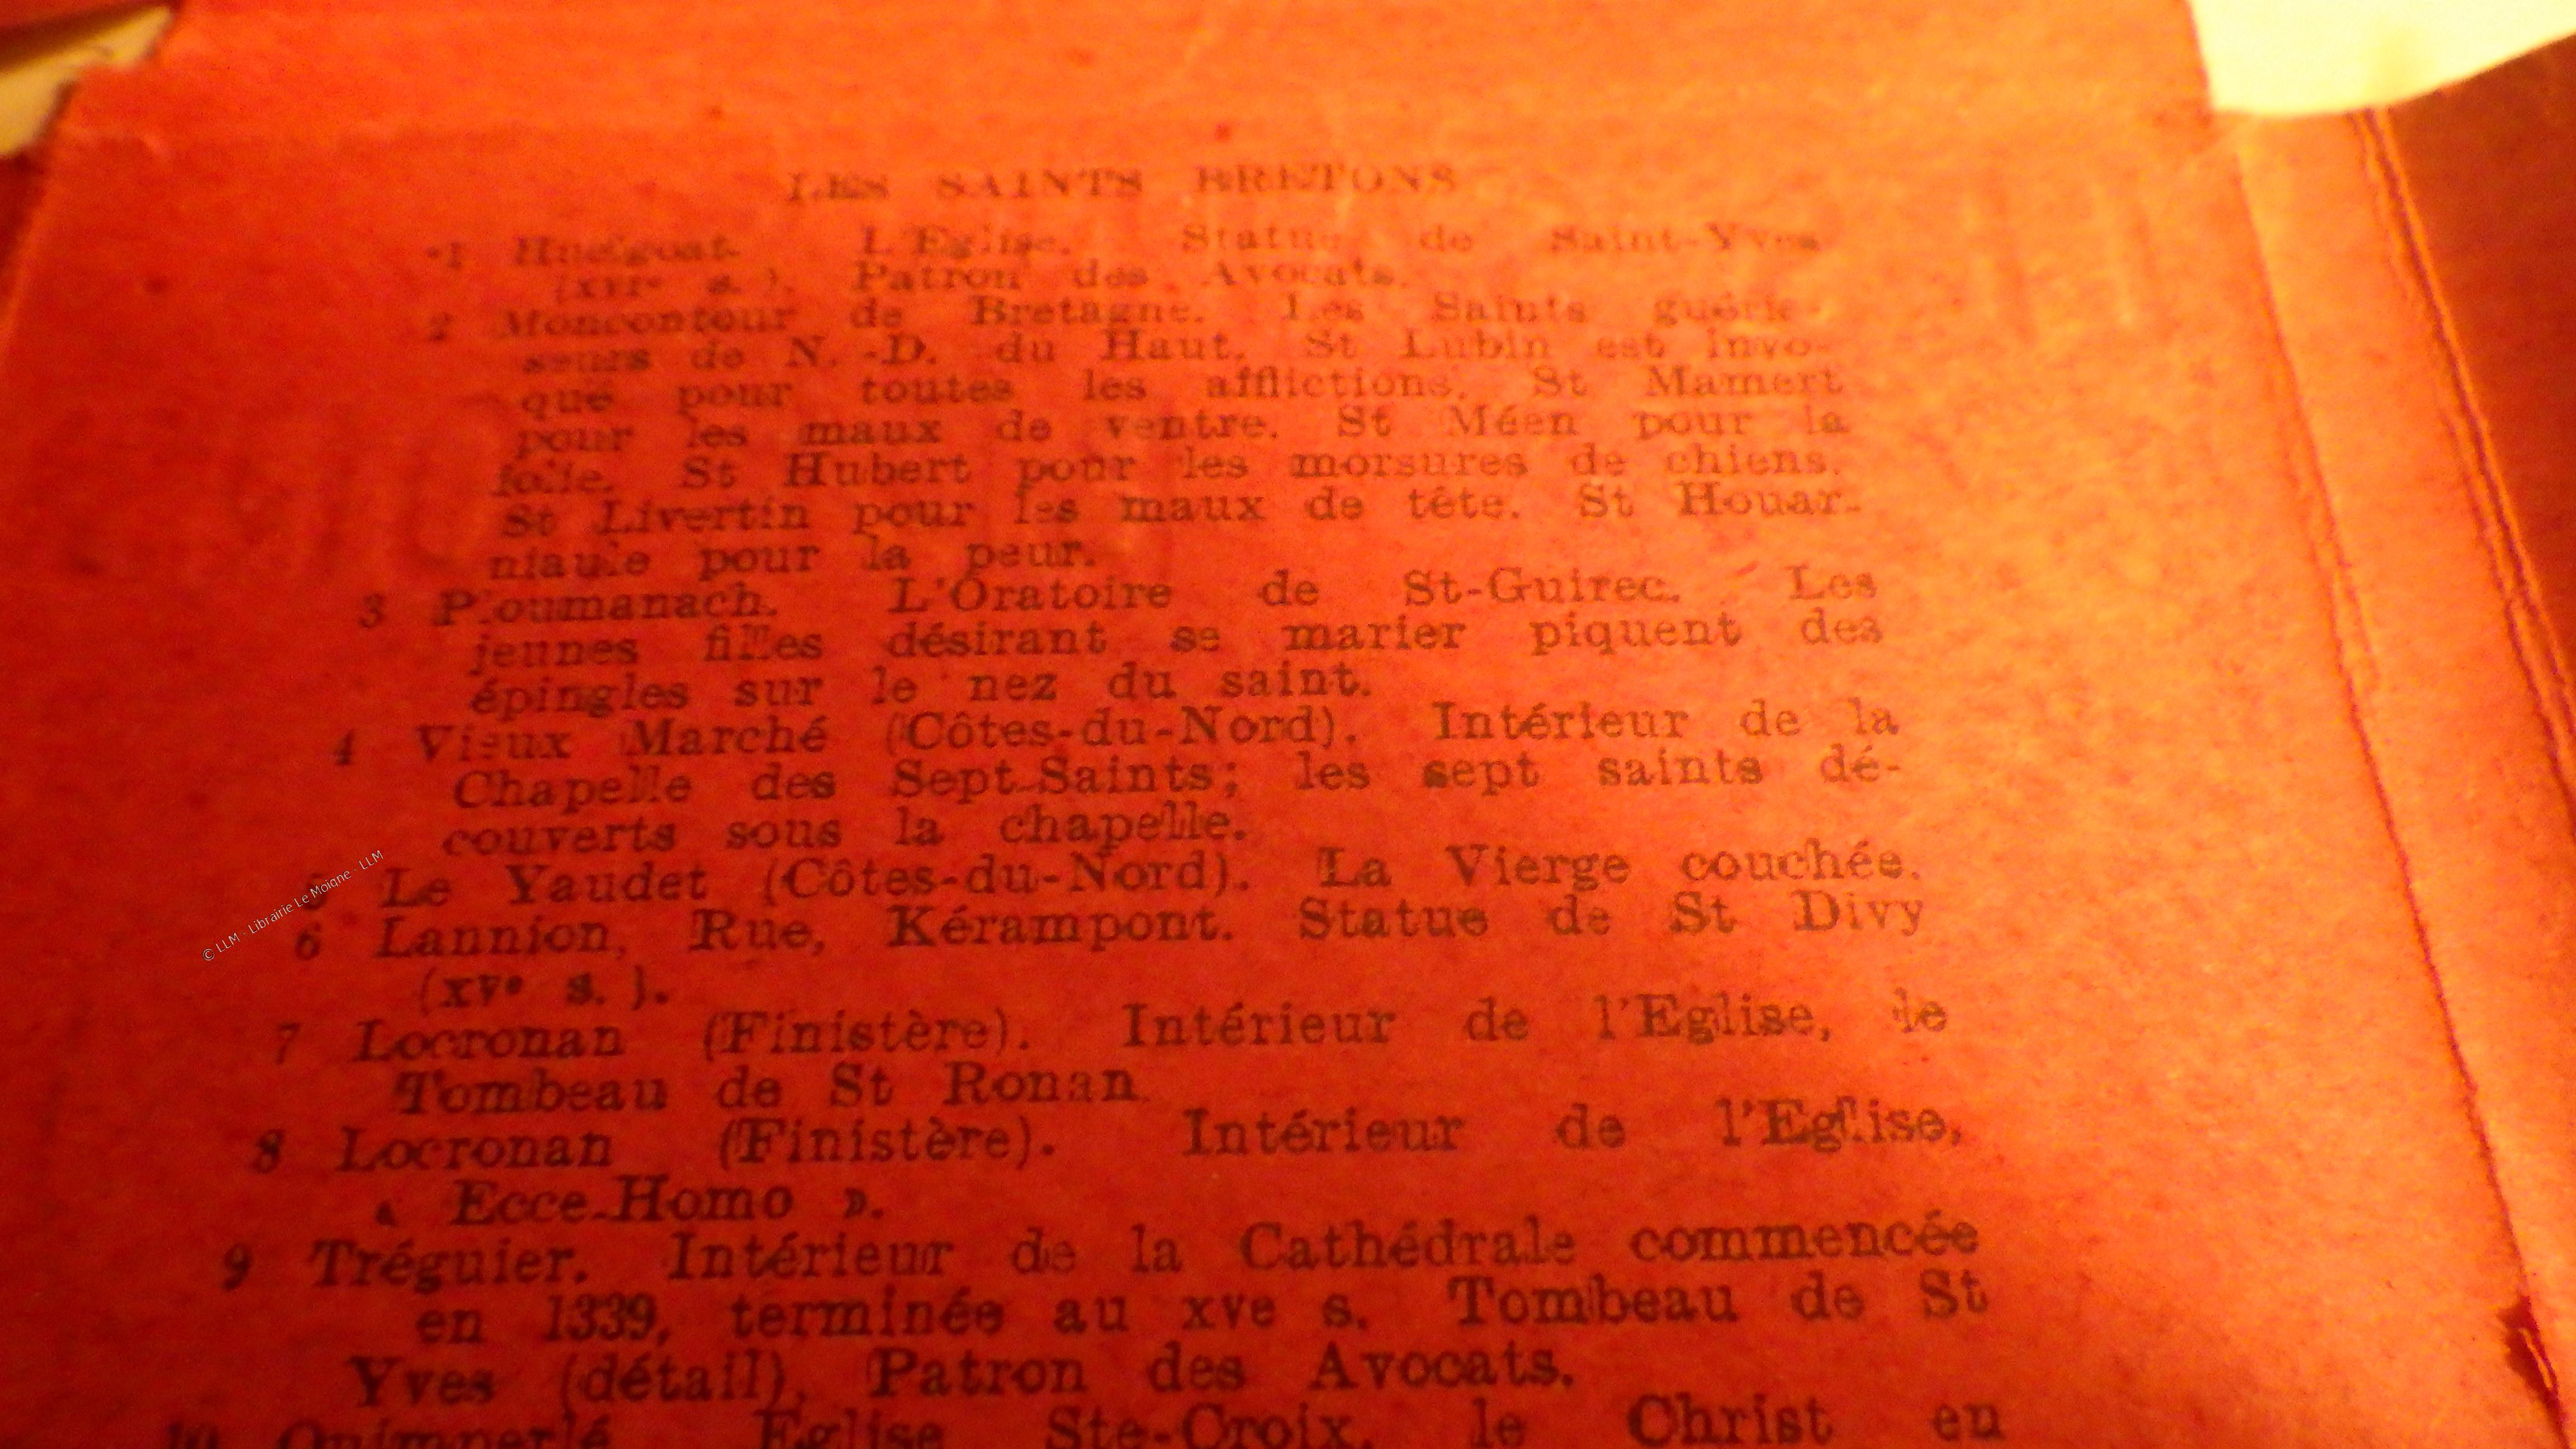 LES SAINTS BRETONS
1 Huelgoat. L'Eglise. Statue de Saint-Yves
(XVIe s.). Patron des Avocats.
2 Moncontour de Bretagne. Les Saints guéris-
seurs de N.-D. du Haut. St Lubin est invo-
qué pour toutes les afflictions. St Mamert
pour les maux de ventre. St Méen pour la
folie. St Hubert pour les morsures de chiens.
St Livertin pour les maux de tête. St Houar-
niaule pour la peur.
3 Ploumanach. L'Oratoire de St-Guirec. Les
jeunes filles désirant se marier piquent des
épingles sur le nez du saint.
4 Vieux Marché (Côtes-du-Nord). Intérieur de la
Chapelle des Sept-Saints; les sept saints dé-
couverts sous la chapelle.
5 Le Yaudet (Côtes-du-Nord). La Vierge couchée.
6 Lannion, Rue, Kérampont. Statue de St Divy
(xve s.).
7 Locronan (Finistère). Intérieur de l'Eglise, le
Tombeau de St Ronan
8 Locronan (Finistère). Intérieur de l'Eglise,
« Ecce-Homo ».
9 Tréguier. Intérieur de la Cathédrale commencée
en 1339, terminée au xve s. Tombeau de St
Yves (détail), Patron des Avocats.
10 Quimperlé Eglise Ste-Croix, le Christ en
© LLM - Librairie Le Moigne - LLM